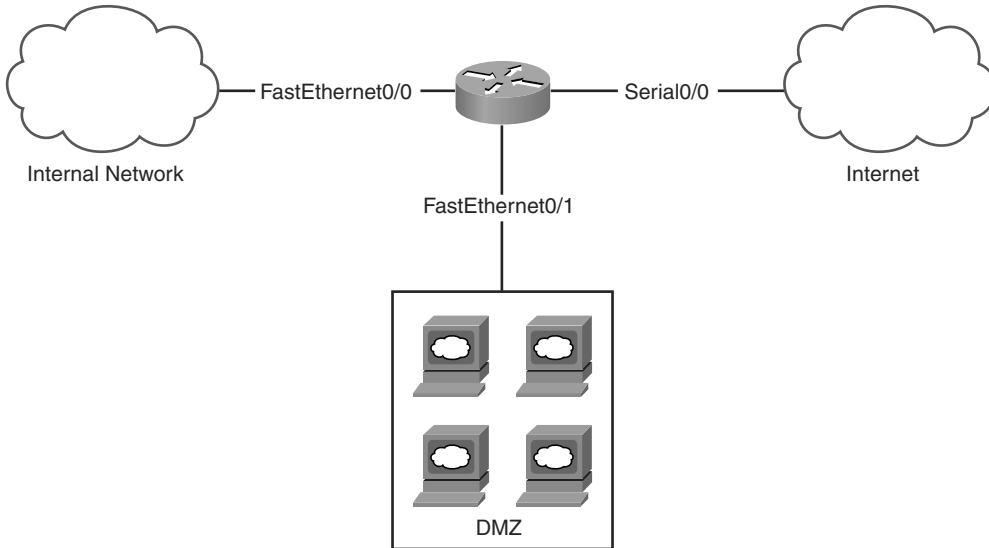 FastEthernet0/0
Serial0/0
Internal Network
Internet
FastEthernet0/1
DMZ